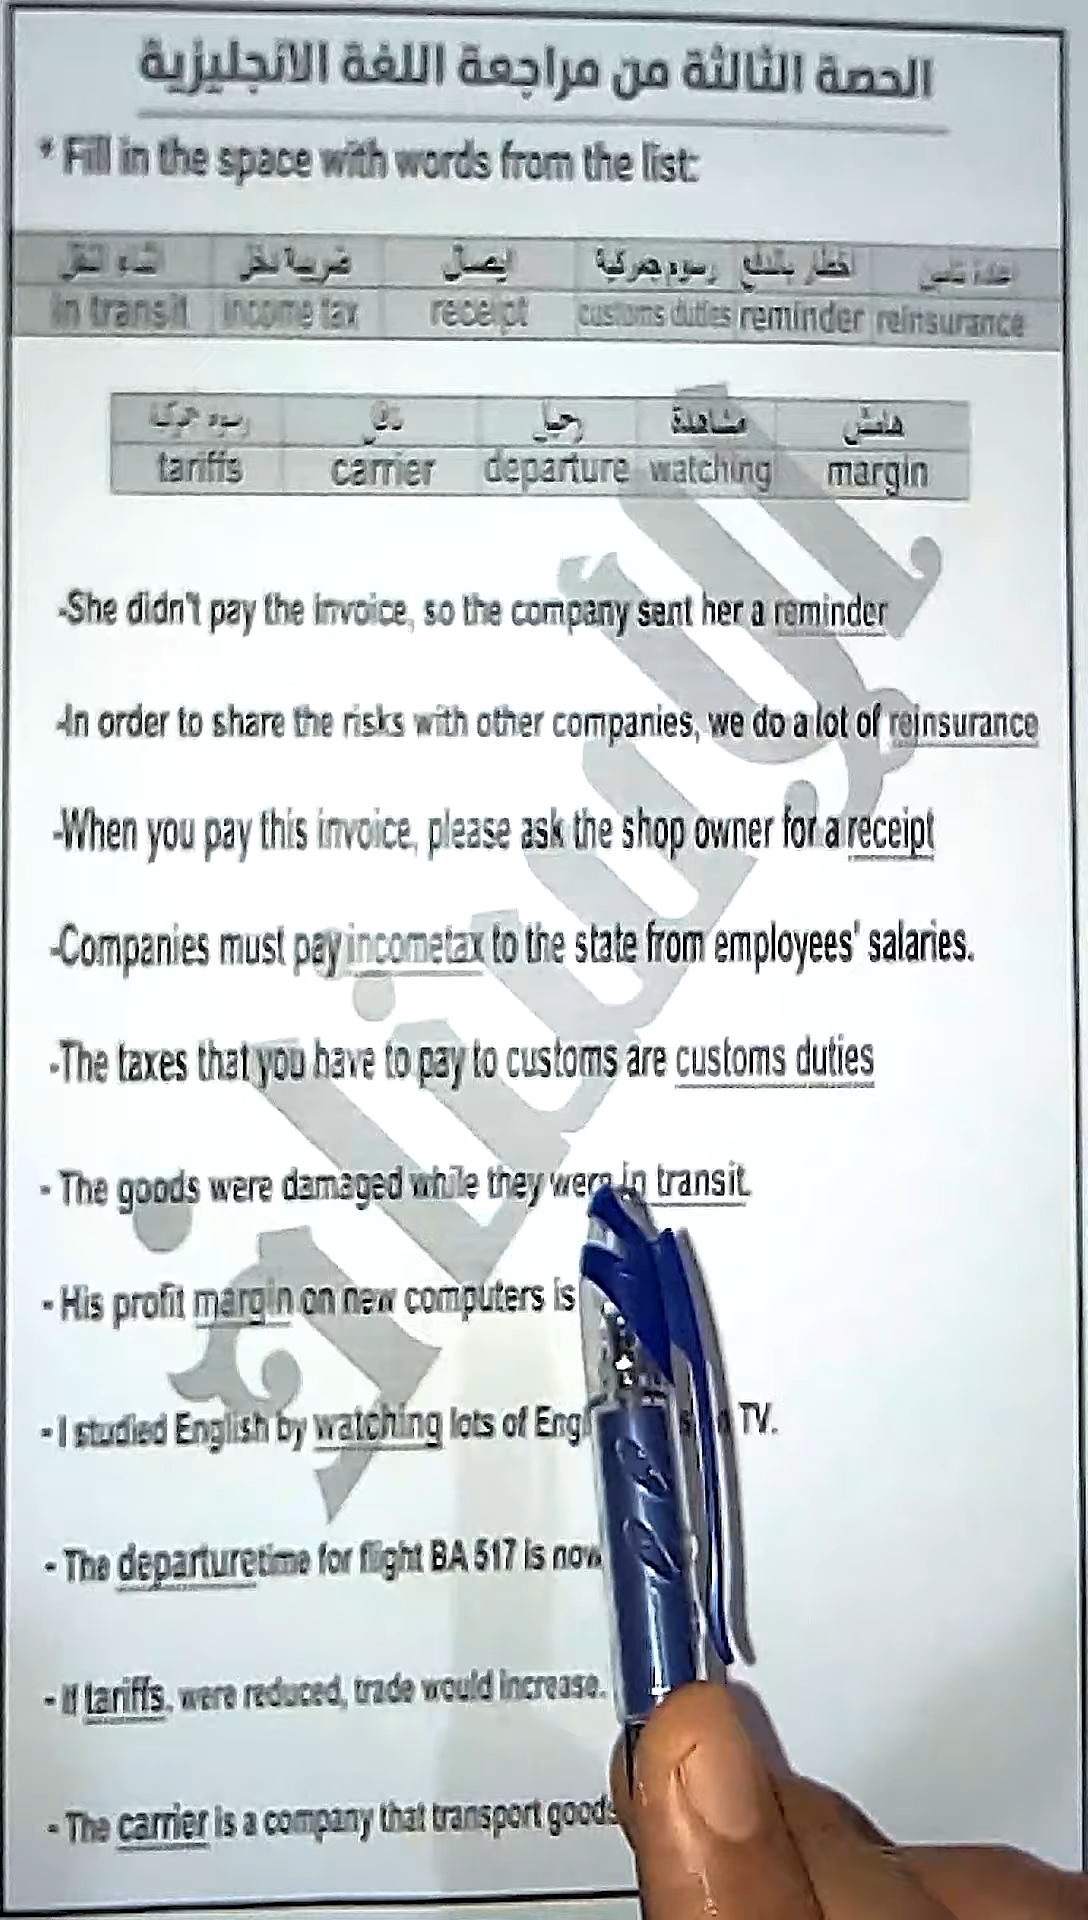 الحصة الثالثة من مراجعة اللغة الانجليزية
* Fill in the space with words from the list:
اثناء النقل ضريبة دخل ايصال رسوم جمركية اخطار بالدفع اعادة تامين
in transit income tax receipt customs duties reminder reinsurance
رسوم جمركية ناقل رحيل مشاهدة هامش
tariffs carrier departure watching margin
-She didn't pay the invoice, so the company sent her a reminder
-In order to share the risks with other companies, we do a lot of reinsurance
-When you pay this invoice, please ask the shop owner for a receipt
-Companies must pay incometax to the state from employees' salaries.
-The taxes that you have to pay to customs are customs duties
- The goods were damaged while they were in transit.
- His profit margin on new computers is
- I studied English by watching lots of TV.
- The departuretime for flight BA 517 is now
- If tariffs, were reduced, trade would increase.
- The carrier is a company that transport goods